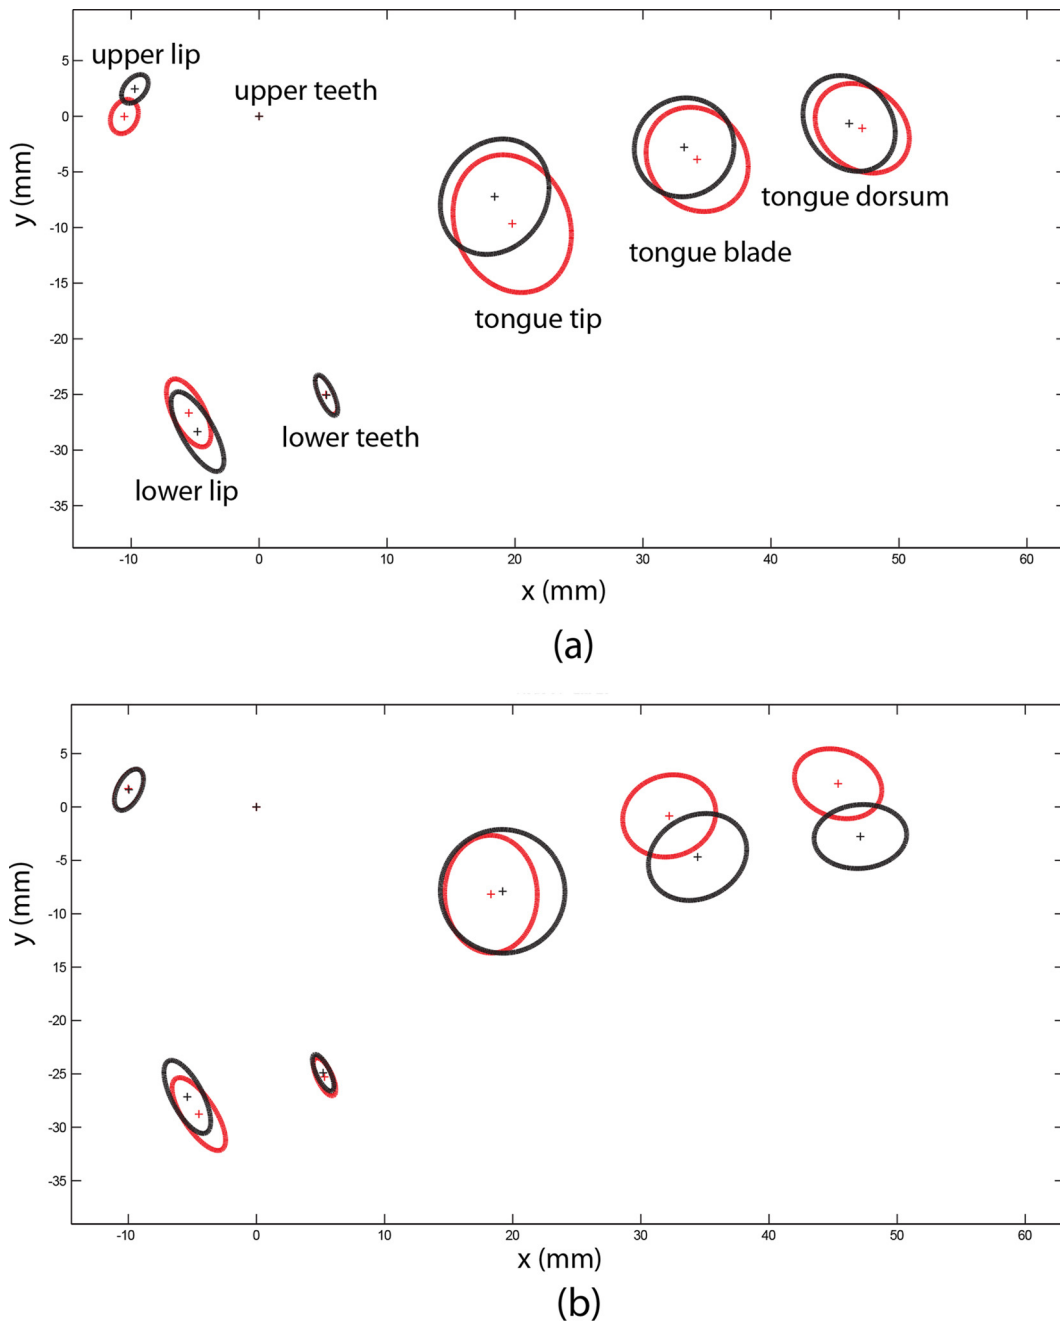 5
upper lip
upper teeth
0
-5
tongue dorsum
-10
tongue blade
-15
tongue tip
-20
-25
lower teeth
-30
lower lip
-35
y (mm)
-10 0 10 20 30 40 50 60
x (mm)
(a)
5
0
-5
-10
15
-20
-25
-30
-35
y (mm)
-10 0 10 20 30 40 50 60
x (mm)
(b)